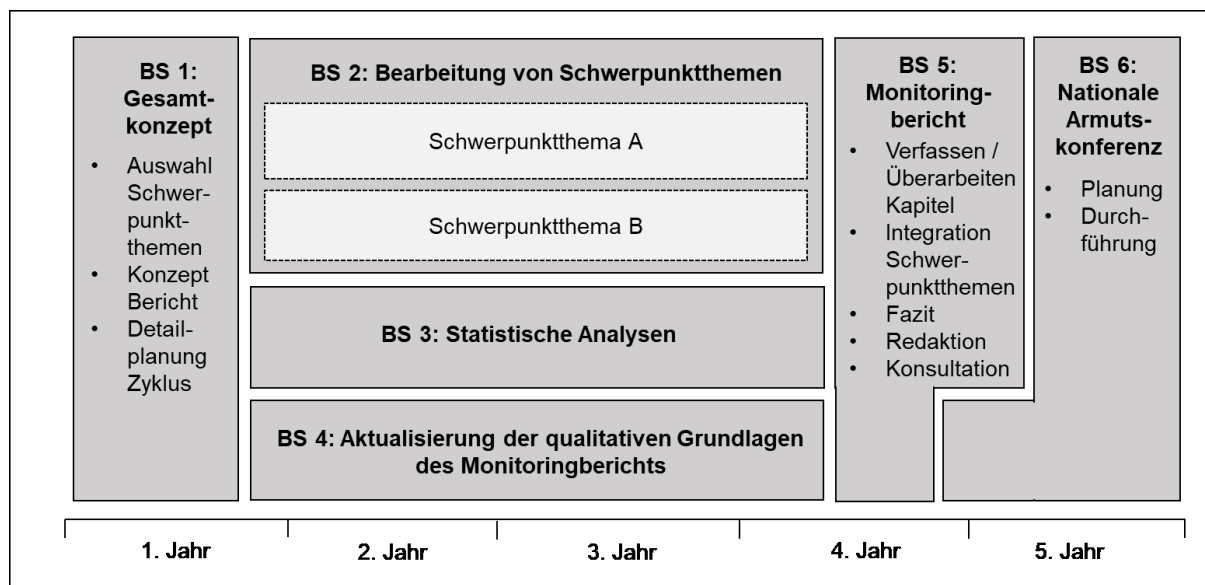 BS 1:
Gesamt-
konzept
• Auswahl
Schwer-
punkt-
themen
• Konzept
Bericht
• Detail-
planung
Zyklus
BS 2: Bearbeitung von Schwerpunktthemen
Schwerpunktthema A
Schwerpunktthema B
BS 3: Statistische Analysen
BS 4: Aktualisierung der qualitativen Grundlagen
des Monitoringberichts
BS 5:
Monitoring-
bericht
• Verfassen /
Überarbeiten
Kapitel
• Integration
Schwer-
punktthemen
• Fazit
• Redaktion
• Konsultation
BS 6:
Nationale
Armuts-
konferenz
• Planung
• Durch-
führung
1. Jahr
2. Jahr
3. Jahr
4. Jahr
5. Jahr